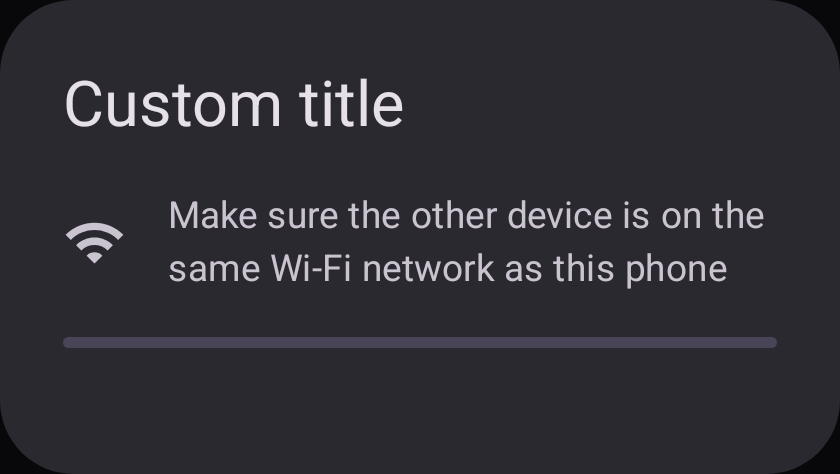 Custom title
Make sure the other device is on the
same Wi-Fi network as this phone